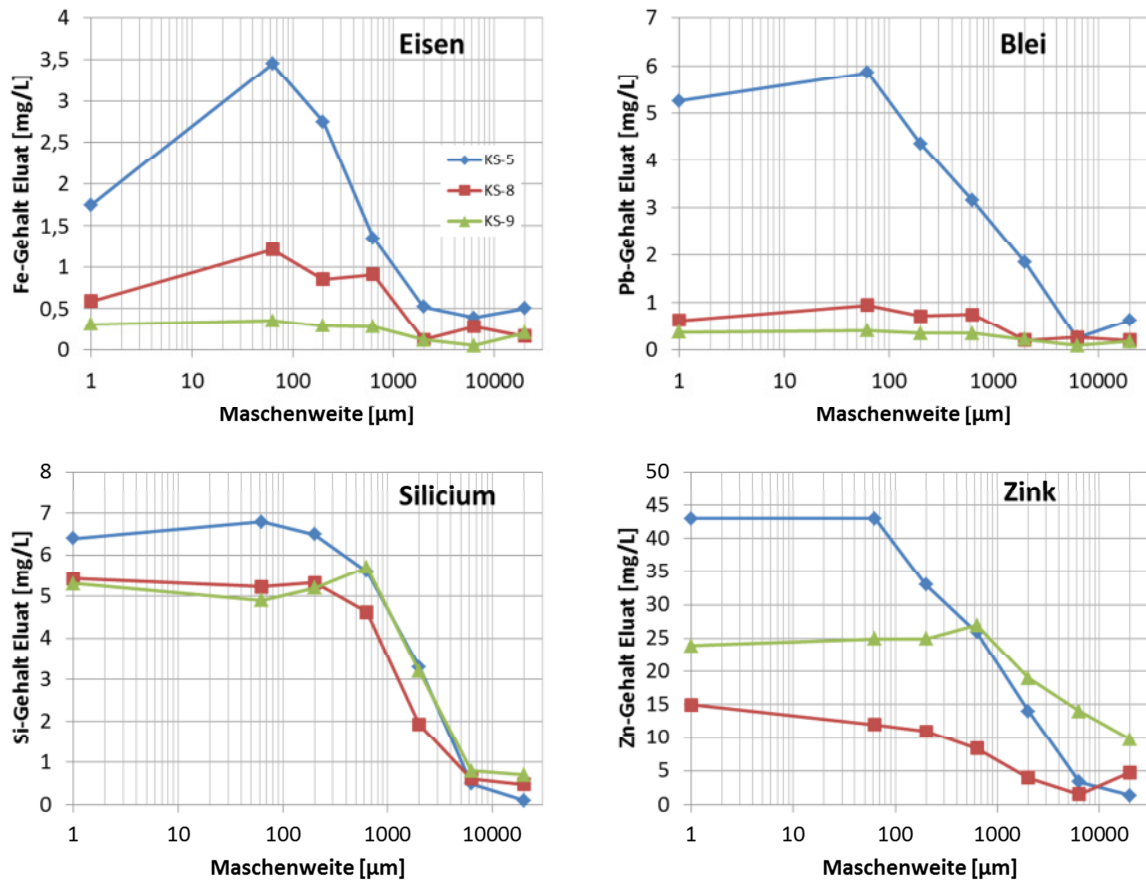 Eisen
Fe-Gehalt Eluat [mg/L]
4
3,5
3
2,5
2
1,5
1
0,5
0
KS-5
KS-8
KS-9
1 10 100 1000 10000
Maschenweite [µm]
Blei
Pb-Gehalt Eluat [mg/L]
7
6
5
4
3
2
1
0
1 10 100 1000 10000
Maschenweite [µm]
Silicium
Si-Gehalt Eluat [mg/L]
8
7
6
5
4
3
2
1
0
1 10 100 1000 10000
Maschenweite [µm]
Zink
Zn-Gehalt Eluat [mg/L]
50
45
40
35
30
25
20
15
10
5
0
1 10 100 1000 10000
Maschenweite [µm]